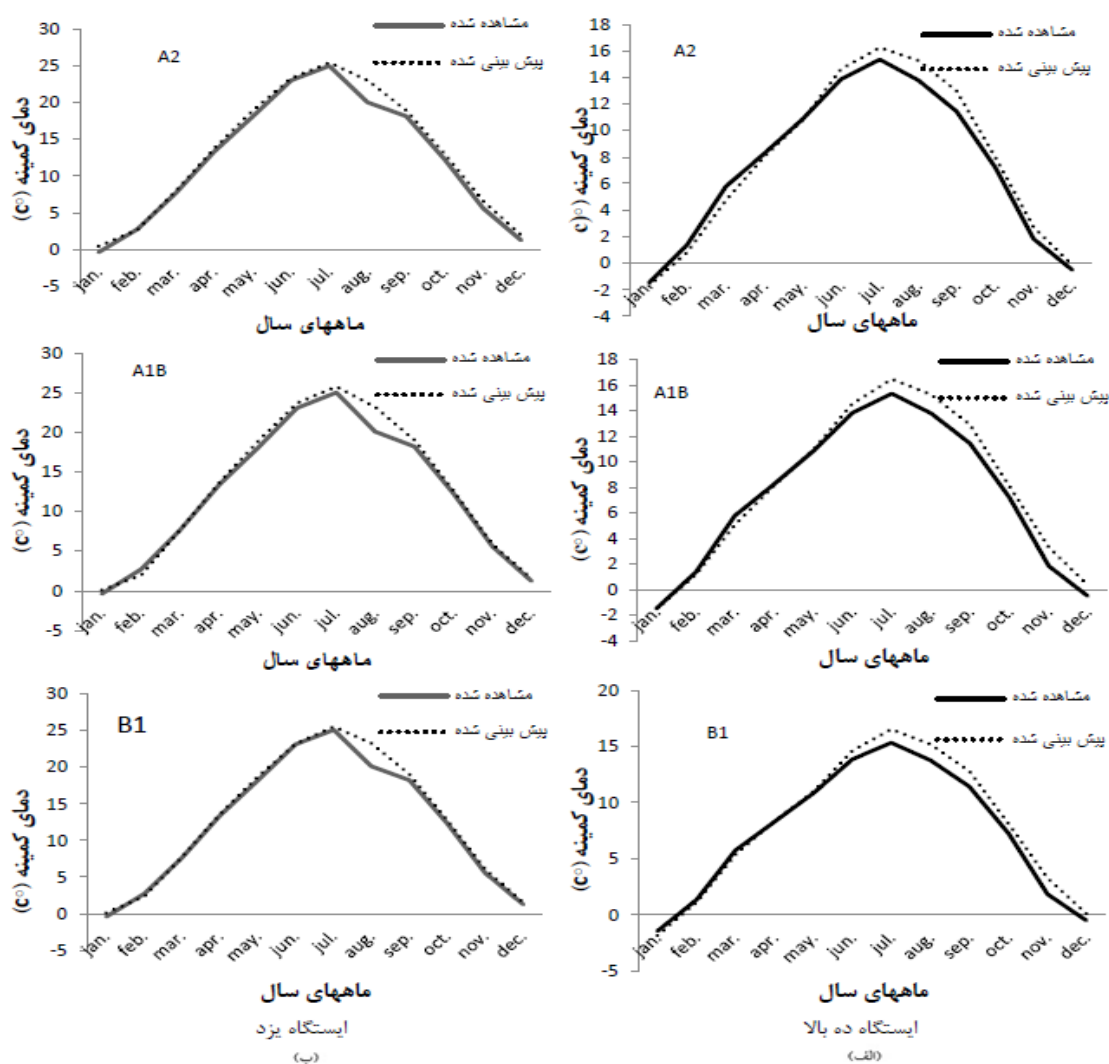 مشاهده شده
پیش بینی شده
A2
18
16
14
12
10
8
6
4
2
0
-2
-4
دمای کمینه (c)°
jan.
feb.
mar.
apr.
may.
jun.
jul.
aug.
sep.
oct.
nov.
dec.
ماههای سال
مشاهده شده
پیش بینی شده
A2
30
25
20
15
10
5
0
-5
دمای کمینه (c°)
jan.
feb.
mar.
apr.
may.
jun.
jul.
aug.
sep.
oct.
nov.
dec.
ماههای سال
مشاهده شده
پیش بینی شده
A1B
18
16
14
12
10
8
6
4
2
0
-2
-4
دمای کمینه (c°)
jan.
feb.
mar.
apr.
may.
jun.
jul.
aug.
sep.
oct.
nov.
dec.
ماههای سال
مشاهده شده
پیش بینی شده
A1B
30
25
20
15
10
5
0
-5
دمای کمینه (c°)
jan.
feb.
mar.
apr.
may.
jun.
jul.
aug.
sep.
oct.
nov.
dec.
ماههای سال
مشاهده شده
پیش بینی شده
B1
20
15
10
5
0
-5
دمای کمینه (c°)
jan.
feb.
mar.
apr.
may.
jun.
jul.
aug.
sep.
oct.
nov.
dec.
ماههای سال
ایستگاه ده بالا
(الف)
مشاهده شده
پیش بینی شده
B1
30
25
20
15
10
5
0
-5
دمای کمینه (c°)
jan.
feb.
mar.
apr.
may.
jun.
jul.
aug.
sep.
oct.
nov.
dec.
ماههای سال
ایستگاه یزد
(ب)